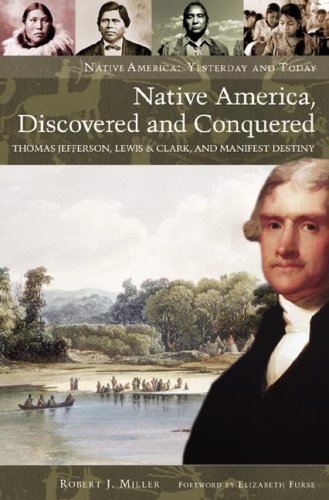 Native America: Yesterday and Today
Native America,
Discovered and Conquered
Thomas Jefferson, Lewis & Clark, and Manifest Destiny
Robert J. Miller
Foreword by Elizabeth Furse